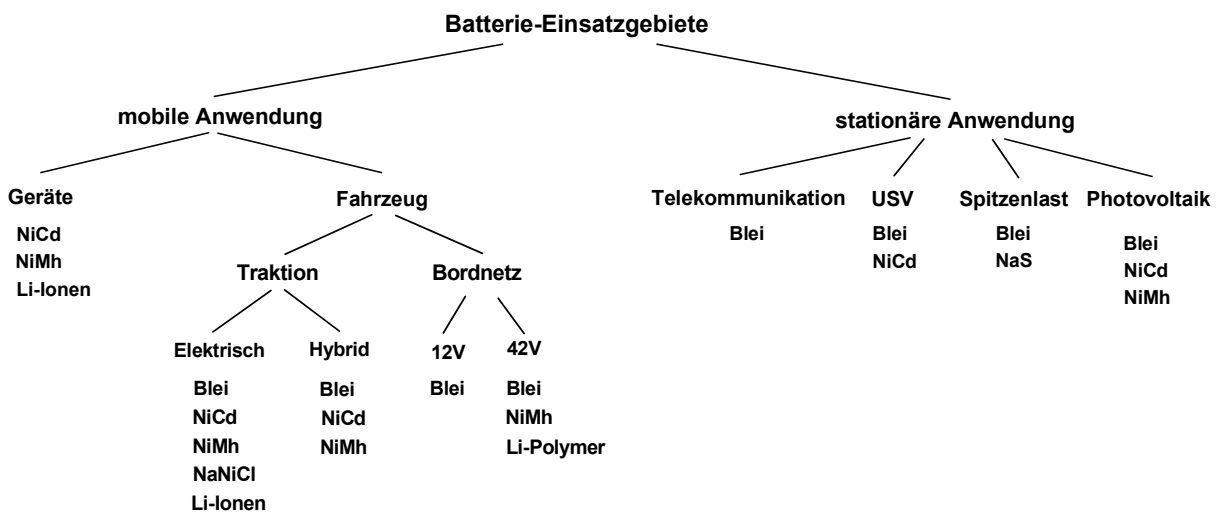 Batterie-Einsatzgebiete
mobile Anwendung
stationäre Anwendung
Geräte
NiCd
NiMh
Li-Ionen
Fahrzeug
Traktion
Elektrisch
Blei
NiCd
NiMh
NaNiCl
Li-Ionen
Hybrid
Blei
NiCd
NiMh
Bordnetz
12V
Blei
42V
Blei
NiMh
Li-Polymer
Telekommunikation
Blei
USV
Blei
NiCd
Spitzenlast
Blei
NaS
Photovoltaik
Blei
NiCd
NiMh